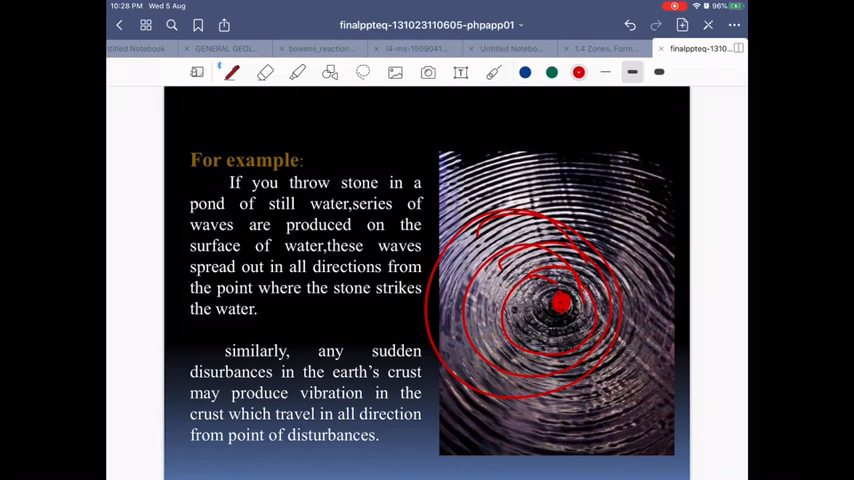 10:28 PM Wed 5 Aug
96%
finalppteq-131023110605-phpapp01
ntitled Notebook
GENERAL GEOL...
bowens_reaction...
l4-ms-1509041...
Untitled Notebo...
1.4 Zones, Form...
finalppteq-1310...
T
For example:
If you throw stone in a
pond of still water,series of
waves are produced on the
surface of water,these waves
spread out in all directions from
the point where the stone strikes
the water.
similarly, any sudden
disurbances in the earth's crust
may produce vibration in the
crust which travel in all direction
from point of disturbances.